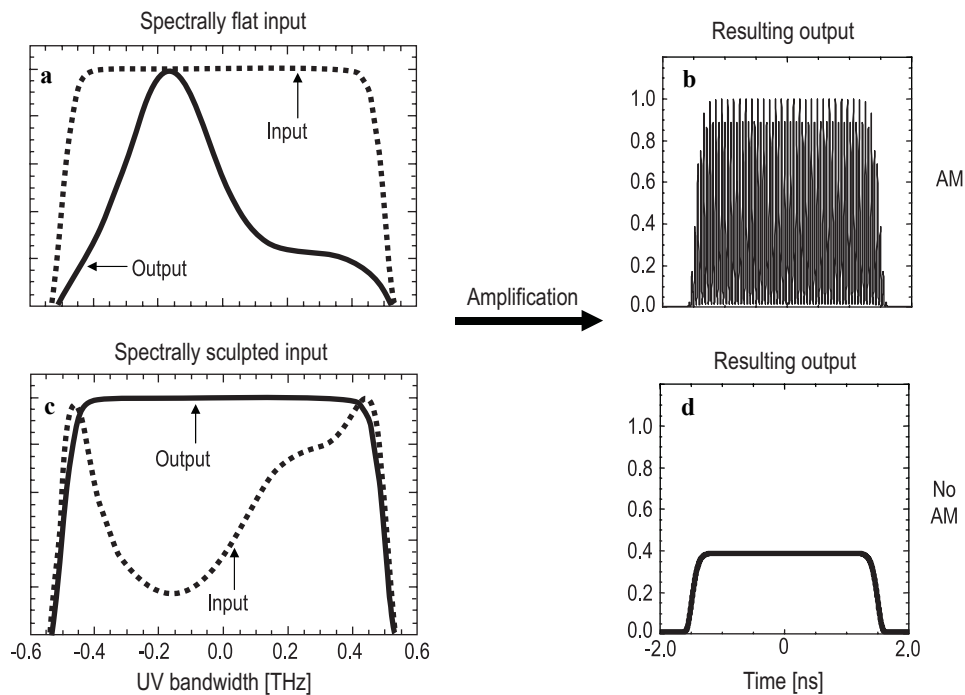 Spectrally flat input
a
Input
Output
Amplification
Resulting output
b
1.0
0.8
0.6
0.4
0.2
0.0
AM
Spectrally sculpted input
c
Output
Input
-0.6
-0.4
-0.2
0.0
0.2
0.4
0.6
UV bandwidth [THz]
Resulting output
d
1.0
0.8
0.6
0.4
0.2
0.0
-2.0
0
2.0
Time [ns]
No
AM